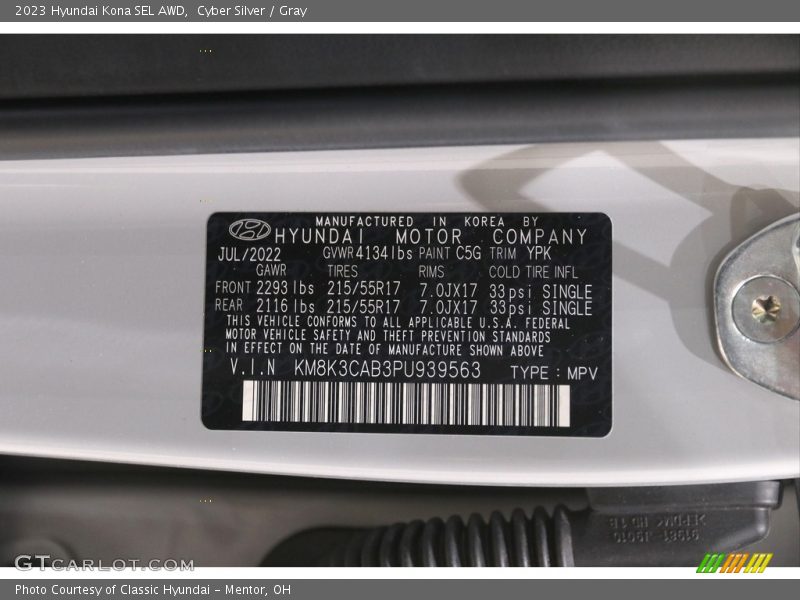 2023 Hyundai Kona SEL AWD, Cyber Silver / Gray
MANUFACTURED IN KOREA BY
HYUNDAI MOTOR COMPANY
JUL/2022 GVWR 4134lbs PAINT C5G TRIM YPK
GAWR TIRES RIMS COLD TIRE INFL
FRONT 2293 lbs 215/55R17 7.0JX17 33psi SINGLE
REAR 2116 lbs 215/55R17 7.0JX17 33psi SINGLE
THIS VEHICLE CONFORMS TO ALL APPLICABLE U.S.A. FEDERAL
MOTOR VEHICLE SAFETY AND THEFT PREVENTION STANDARDS
IN EFFECT ON THE DATE OF MANUFACTURE SHOWN ABOVE
V.I.N KM8K3CAB3PU939563 TYPE : MPV
GTCARLOT.COM
Photo Courtesy of Classic Hyundai - Mentor, OH